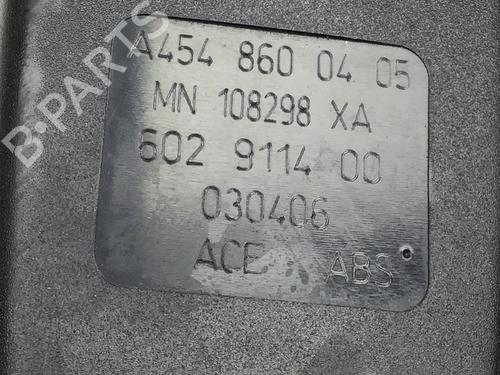 A454 860 04 05
MN 108298 XA
602 9114 00
030406
ACE ABS
B-PARTS